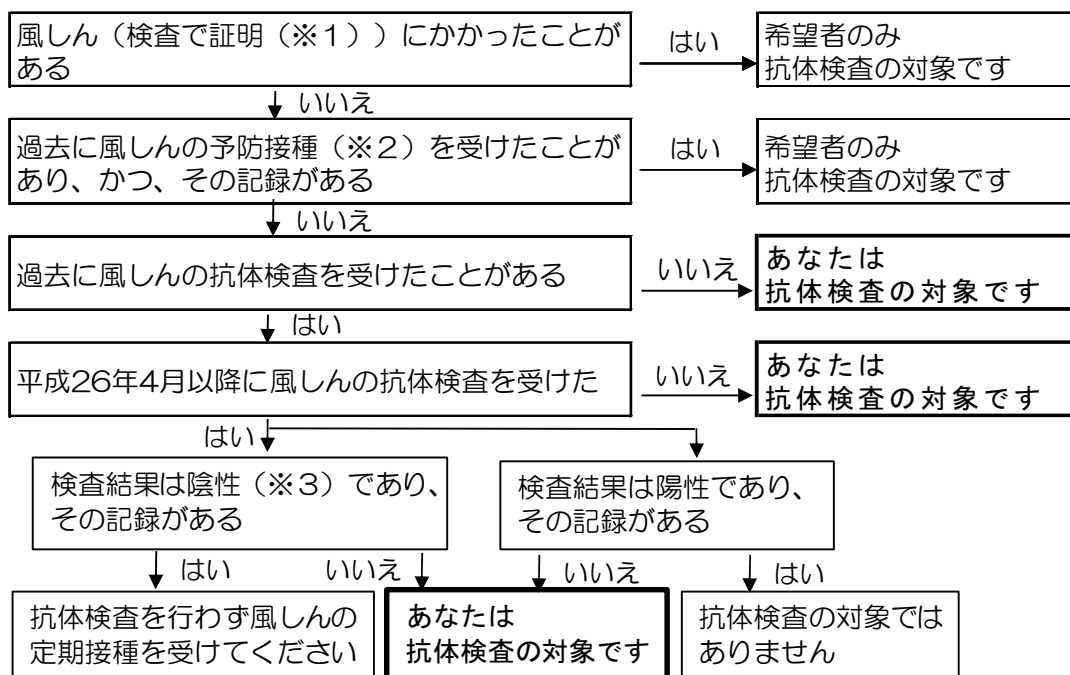 風しん（検査で証明（※１））にかかったことが
ある
はい
希望者のみ
抗体検査の対象です
いいえ
過去に風しんの予防接種（※２）を受けたことが
あり、かつ、その記録がある
はい
希望者のみ
抗体検査の対象です
いいえ
過去に風しんの抗体検査を受けたことがある
いいえ
あなたは
抗体検査の対象です
はい
平成26年4月以降に風しんの抗体検査を受けた
いいえ
あなたは
抗体検査の対象です
はい
検査結果は陰性（※３）であり、
その記録がある
検査結果は陽性であり、
その記録がある
はい
いいえ
いいえ
はい
抗体検査を行わず風しんの
定期接種を受けてください
あなたは
抗体検査の対象です
抗体検査の対象では
ありません